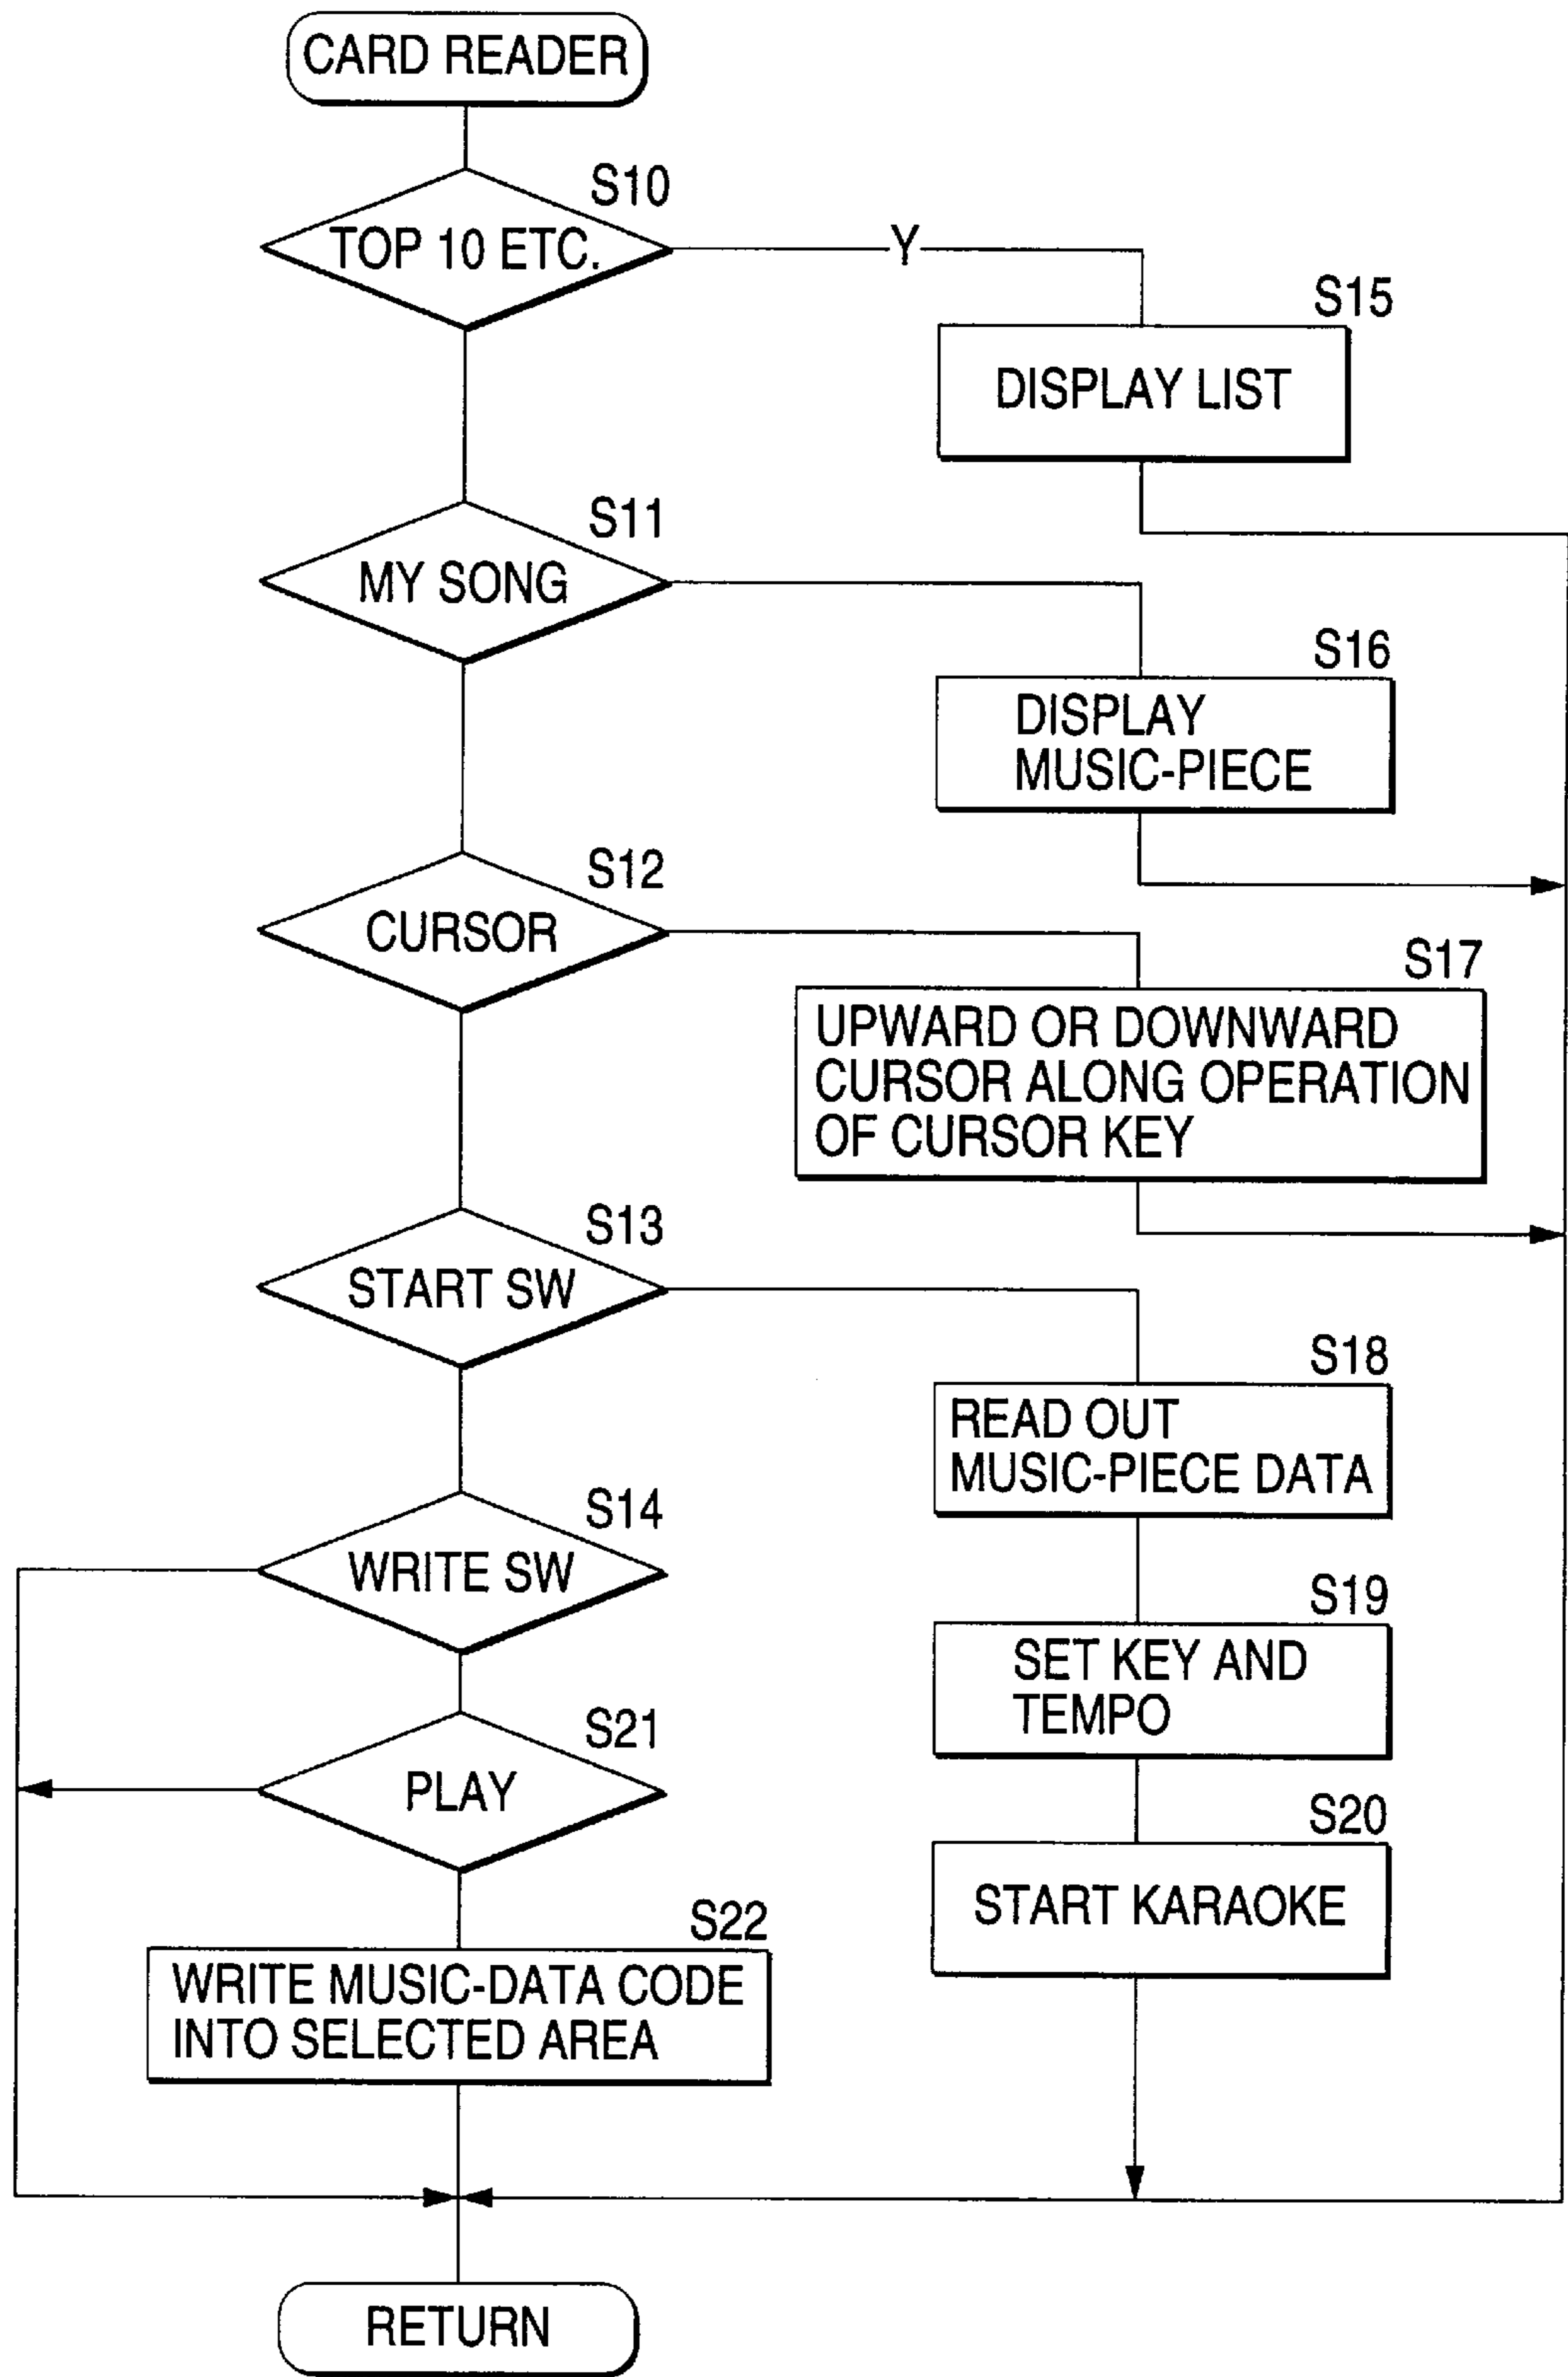 CARD READER
S10
TOP 10 ETC.
Y
S15
DISPLAY LIST
S11
MY SONG
S16
DISPLAY
MUSIC-PIECE
S12
CURSOR
S17
UPWARD OR DOWNWARD
CURSOR ALONG OPERATION
OF CURSOR KEY
S13
START SW
S18
READ OUT
MUSIC-PIECE DATA
S14
WRITE SW
S19
SET KEY AND
TEMPO
S21
PLAY
S20
START KARAOKE
S22
WRITE MUSIC-DATA CODE
INTO SELECTED AREA
RETURN